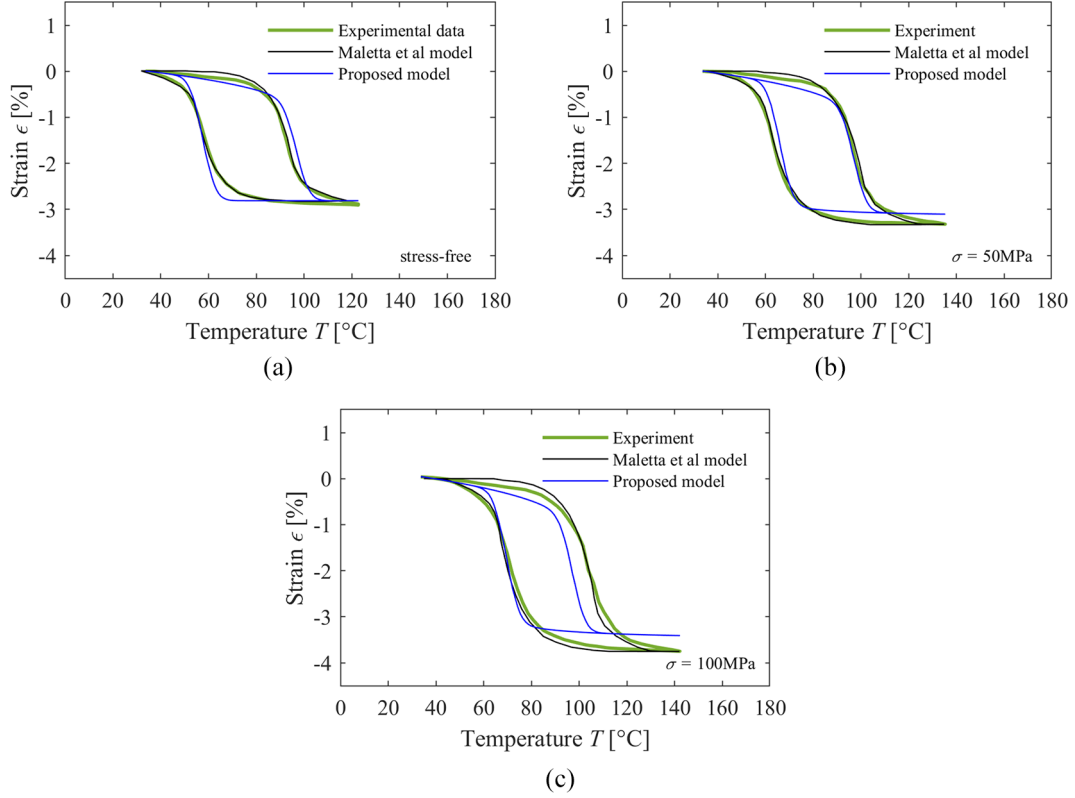 1
0
-1
-2
-3
-4
Strain ϵ [%]
Experimental data
Maletta et al model
Proposed model
stress-free
0 20 40 60 80 100 120 140 160 180
Temperature T [°C]
(a)
1
0
-1
-2
-3
-4
Strain ϵ [%]
Experiment
Maletta et al model
Proposed model
σ = 50MPa
0 20 40 60 80 100 120 140 160 180
Temperature T [°C]
(b)
1
0
-1
-2
-3
-4
Strain ϵ [%]
Experiment
Maletta et al model
Proposed model
σ = 100MPa
0 20 40 60 80 100 120 140 160 180
Temperature T [°C]
(c)